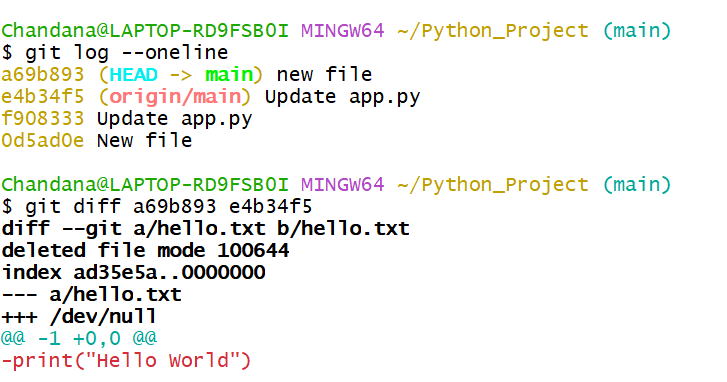 Chandana@LAPTOP-RD9FSB0I MINGW64 ~/Python_Project (main)
$ git log --oneline
a69b893 (HEAD -> main) new file
e4b34f5 (origin/main) Update app.py
f908333 Update app.py
0d5ad0e New file
Chandana@LAPTOP-RD9FSB0I MINGW64 ~/Python_Project (main)
$ git diff a69b893 e4b34f5
diff --git a/hello.txt b/hello.txt
deleted file mode 100644
index ad35e5a..0000000
--- a/hello.txt
+++ /dev/null
@@ -1 +0,0 @@
-print("Hello World")